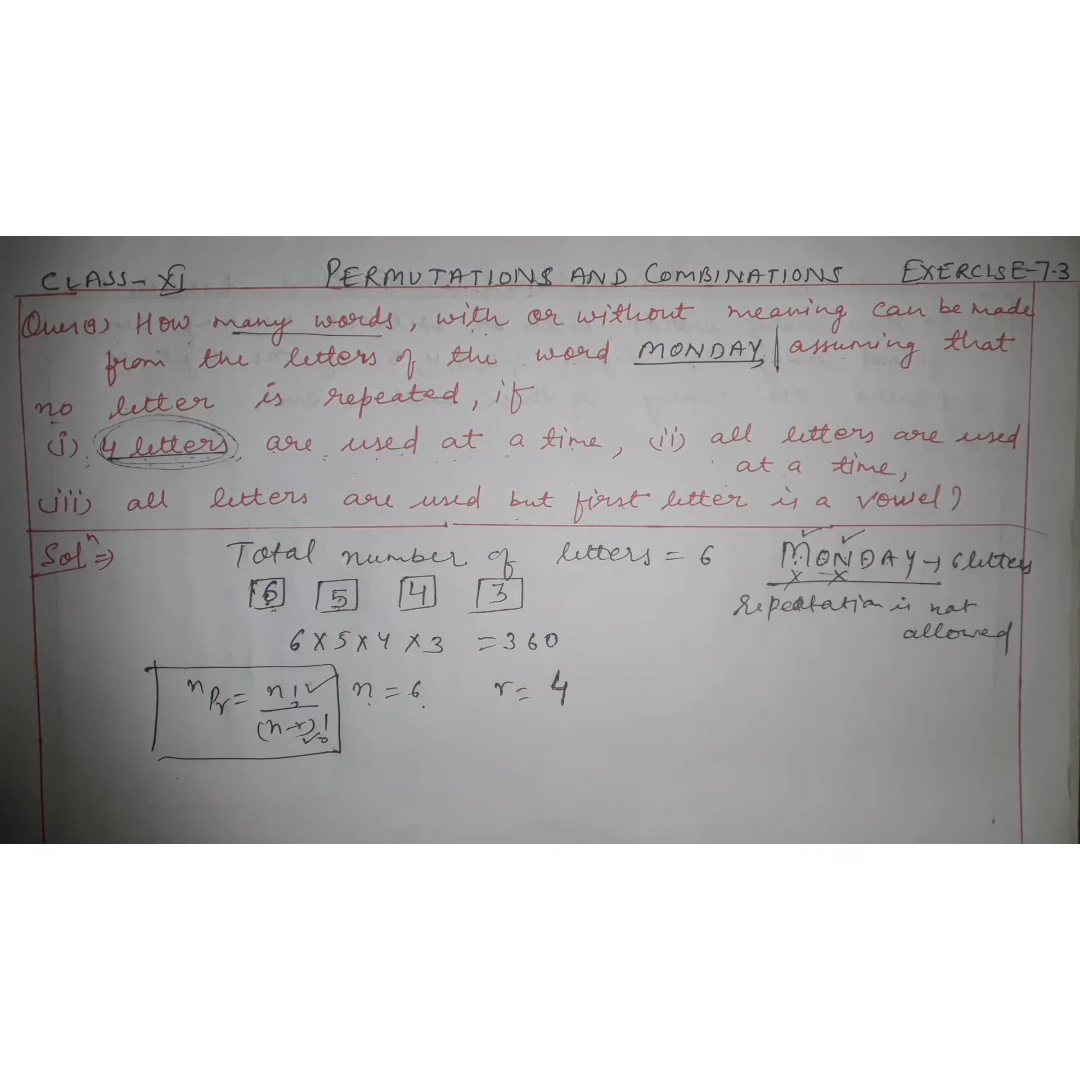 CLASS - XI PERMUTATIONS AND COMBINATIONS EXERCISE-7.3
Ques(9) How many words, with or without meaning can be made
from the letters of the word MONDAY, assuming that
no letter is repeated, if
(i) 4 letters are used at a time, (ii) all letters are used
at a time,
(iii) all letters are used but first letter is a vowel?
Solⁿ ⇒ Total number of letters = 6 MONDAY → 6 letters
6 5 4 3 repeatation is not
allowed
6 × 5 × 4 × 3 = 360
ⁿPr = n! / (n-r)! n = 6 r = 4